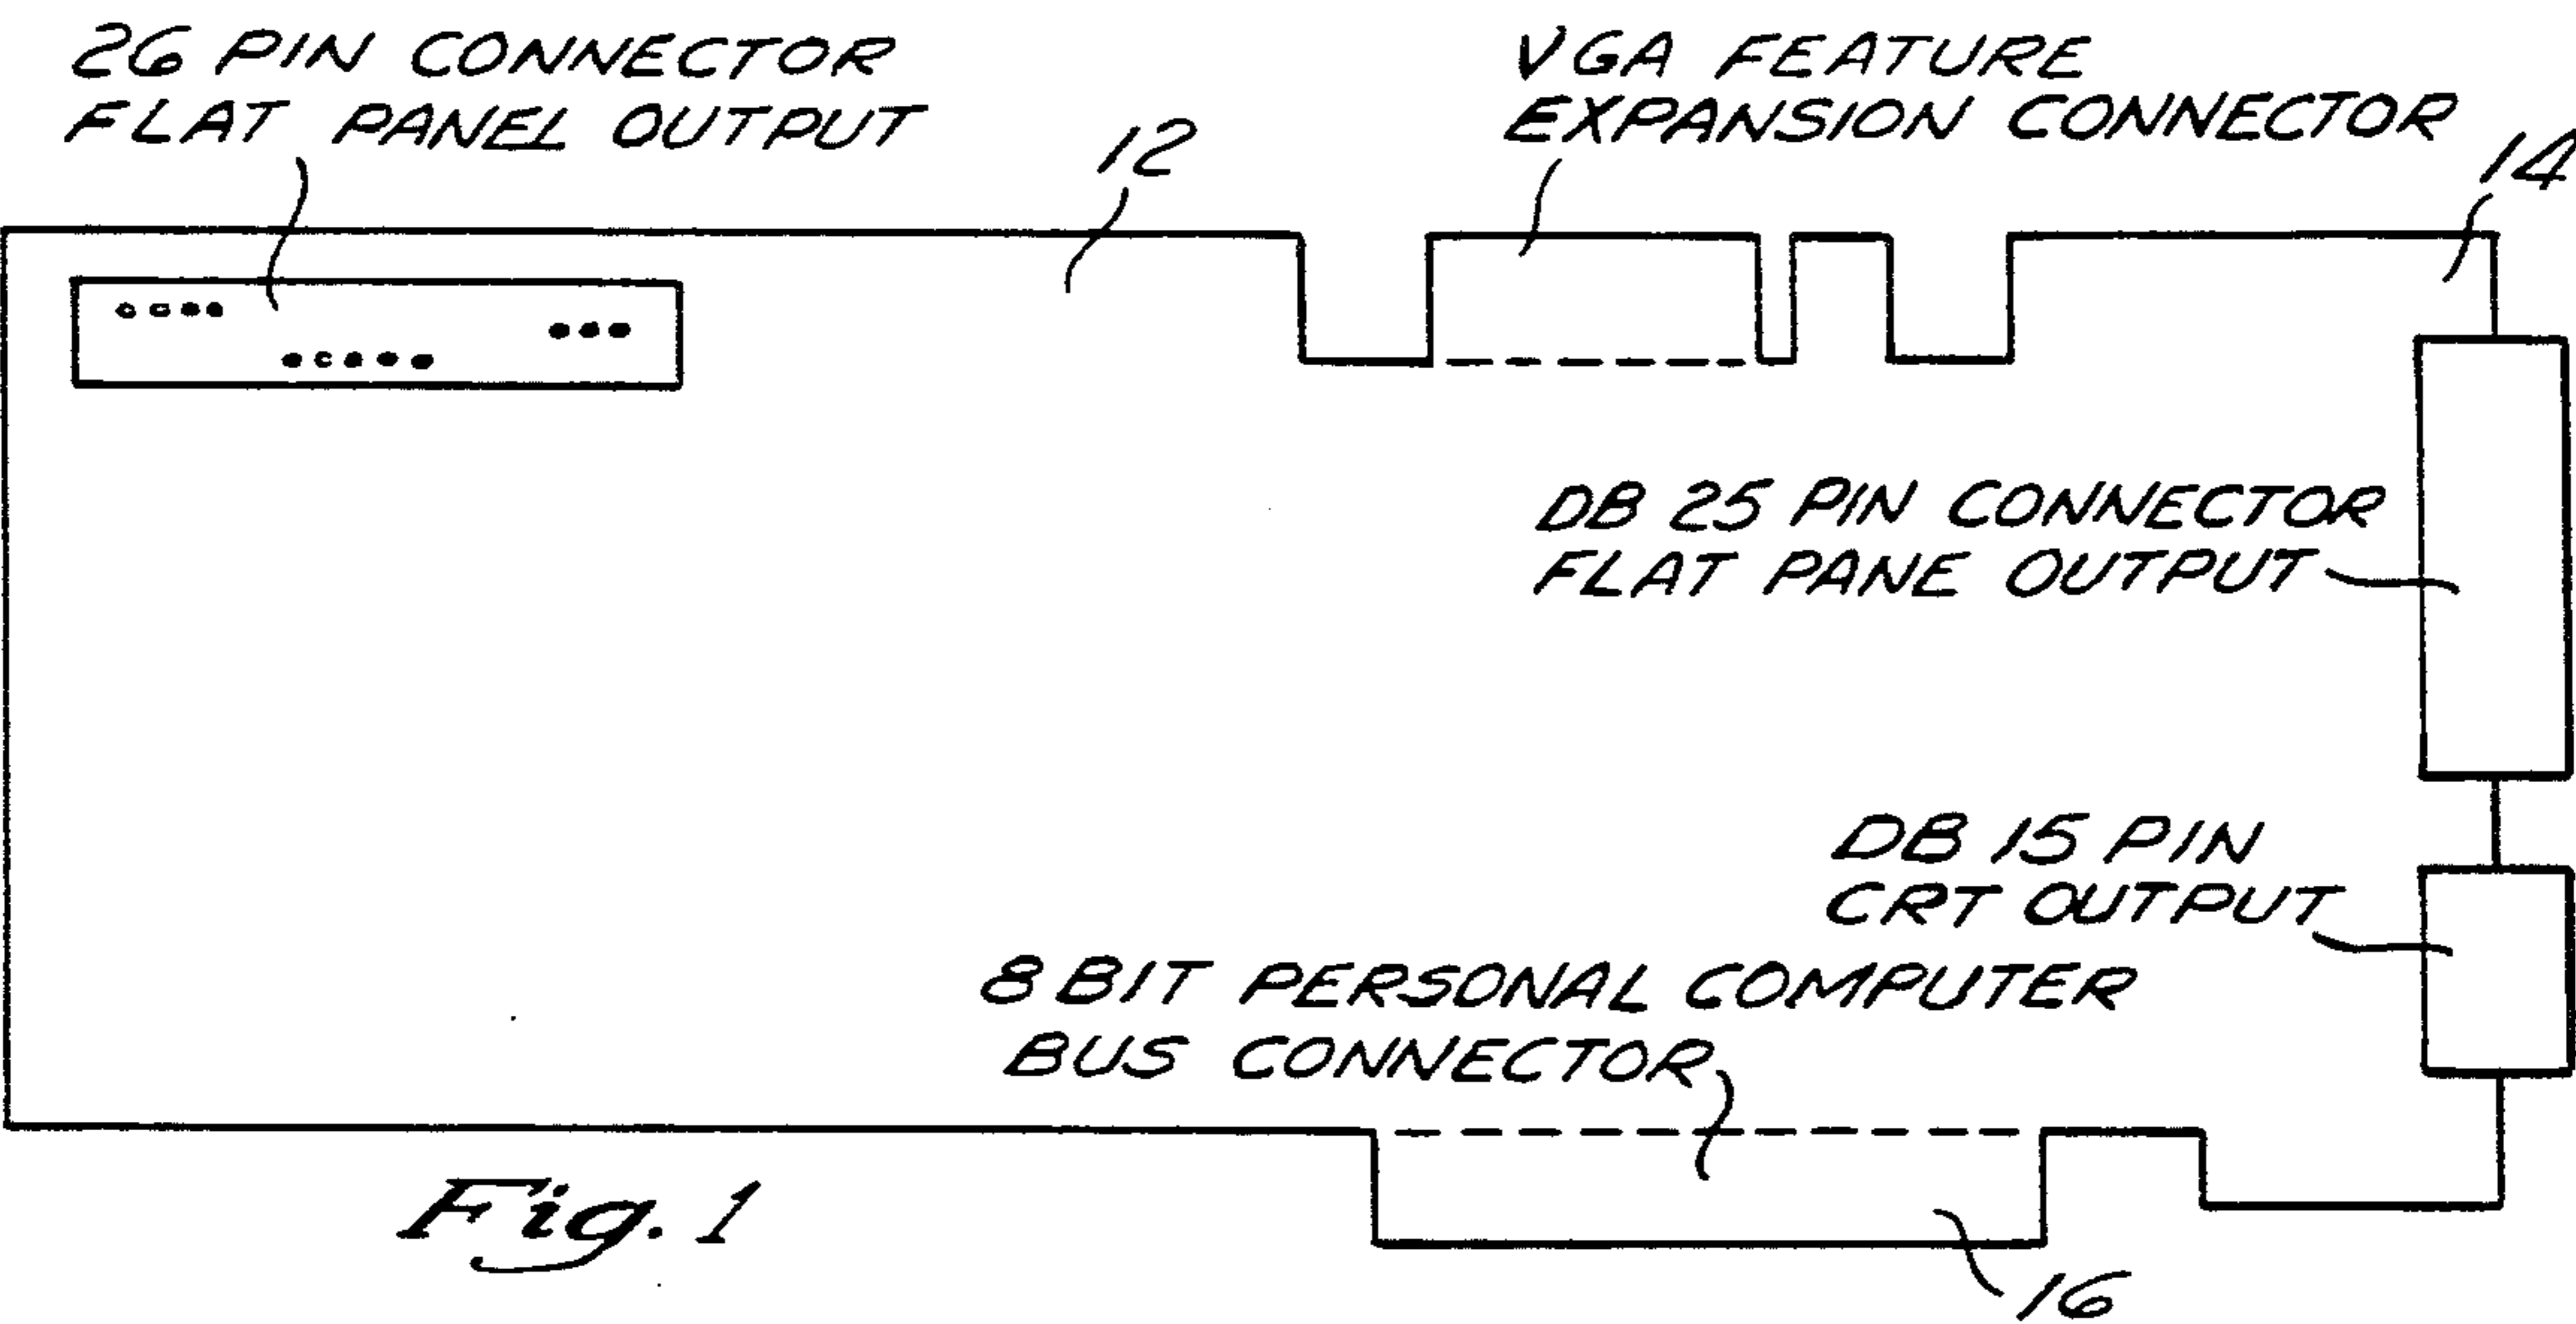 26 PIN CONNECTOR
FLAT PANEL OUTPUT
12
VGA FEATURE
EXPANSION CONNECTOR
14
DB 25 PIN CONNECTOR
FLAT PANE OUTPUT
DB 15 PIN
CRT OUTPUT
8 BIT PERSONAL COMPUTER
BUS CONNECTOR
16
Fig. 1